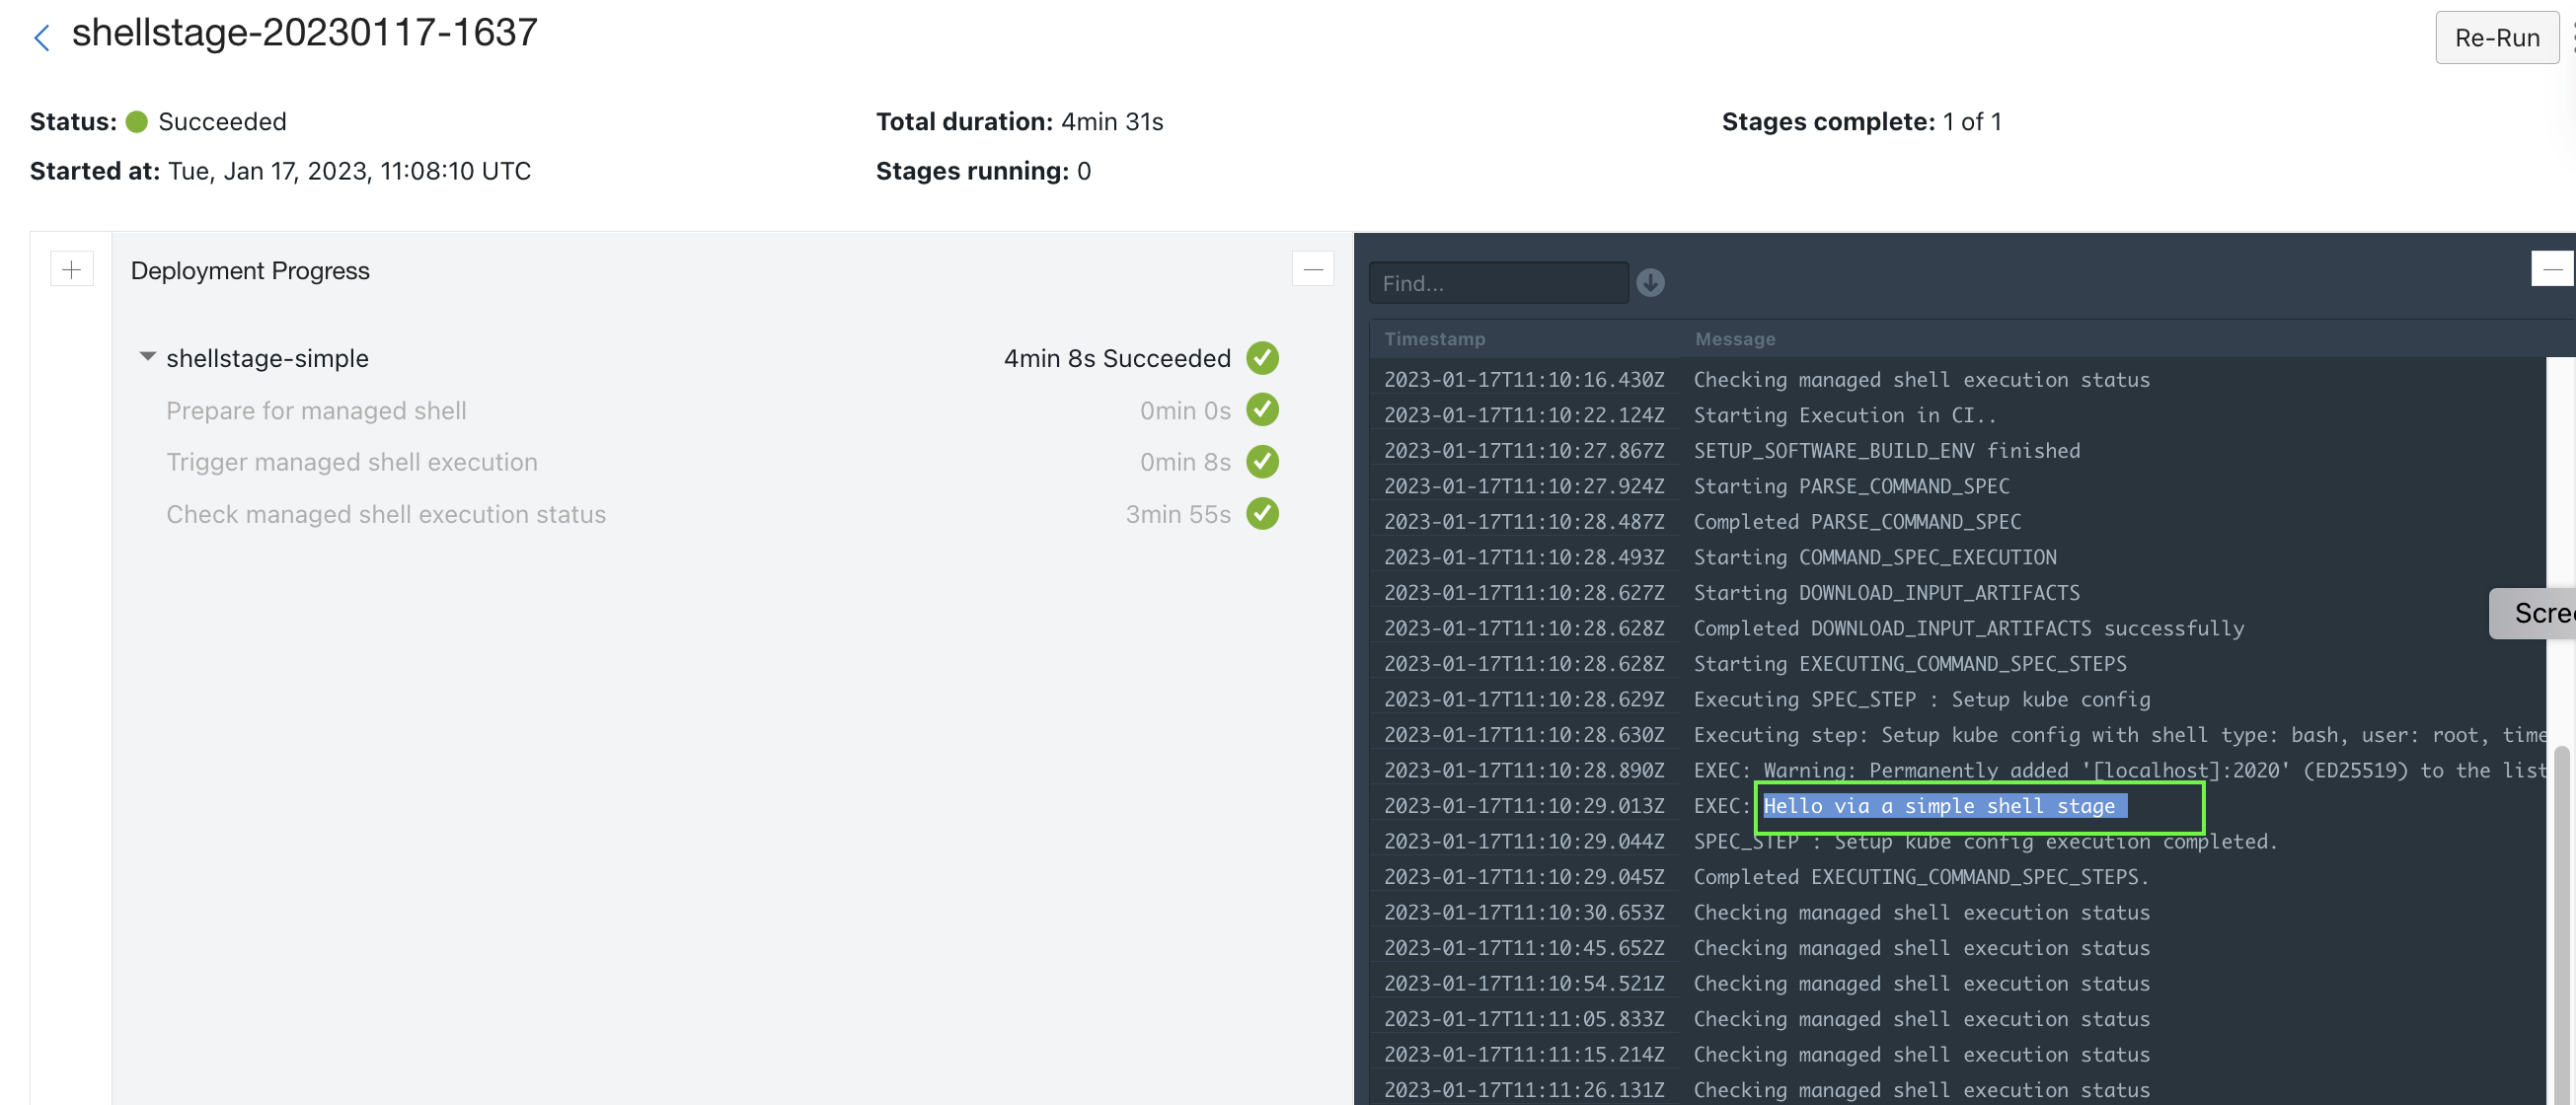 shellstage-20230117-1637
Re-Run
Status: Succeeded
Total duration: 4min 31s
Stages complete: 1 of 1
Started at: Tue, Jan 17, 2023, 11:08:10 UTC
Stages running: 0
Deployment Progress
shellstage-simple 4min 8s Succeeded
Prepare for managed shell 0min 0s
Trigger managed shell execution 0min 8s
Check managed shell execution status 3min 55s
Find...
Timestamp Message
2023-01-17T11:10:16.430Z Checking managed shell execution status
2023-01-17T11:10:22.124Z Starting Execution in CI..
2023-01-17T11:10:27.867Z SETUP_SOFTWARE_BUILD_ENV finished
2023-01-17T11:10:27.924Z Starting PARSE_COMMAND_SPEC
2023-01-17T11:10:28.487Z Completed PARSE_COMMAND_SPEC
2023-01-17T11:10:28.493Z Starting COMMAND_SPEC_EXECUTION
2023-01-17T11:10:28.627Z Starting DOWNLOAD_INPUT_ARTIFACTS
2023-01-17T11:10:28.628Z Completed DOWNLOAD_INPUT_ARTIFACTS successfully
2023-01-17T11:10:28.628Z Starting EXECUTING_COMMAND_SPEC_STEPS
2023-01-17T11:10:28.629Z Executing SPEC_STEP : Setup kube config
2023-01-17T11:10:28.630Z Executing step: Setup kube config with shell type: bash, user: root, time
2023-01-17T11:10:28.890Z EXEC: Warning: Permanently added '[localhost]:2020' (ED25519) to the list
2023-01-17T11:10:29.013Z EXEC: Hello via a simple shell stage
2023-01-17T11:10:29.044Z SPEC_STEP : Setup kube config execution completed.
2023-01-17T11:10:29.045Z Completed EXECUTING_COMMAND_SPEC_STEPS.
2023-01-17T11:10:30.653Z Checking managed shell execution status
2023-01-17T11:10:45.652Z Checking managed shell execution status
2023-01-17T11:10:54.521Z Checking managed shell execution status
2023-01-17T11:11:05.833Z Checking managed shell execution status
2023-01-17T11:11:15.214Z Checking managed shell execution status
2023-01-17T11:11:26.131Z Checking managed shell execution status